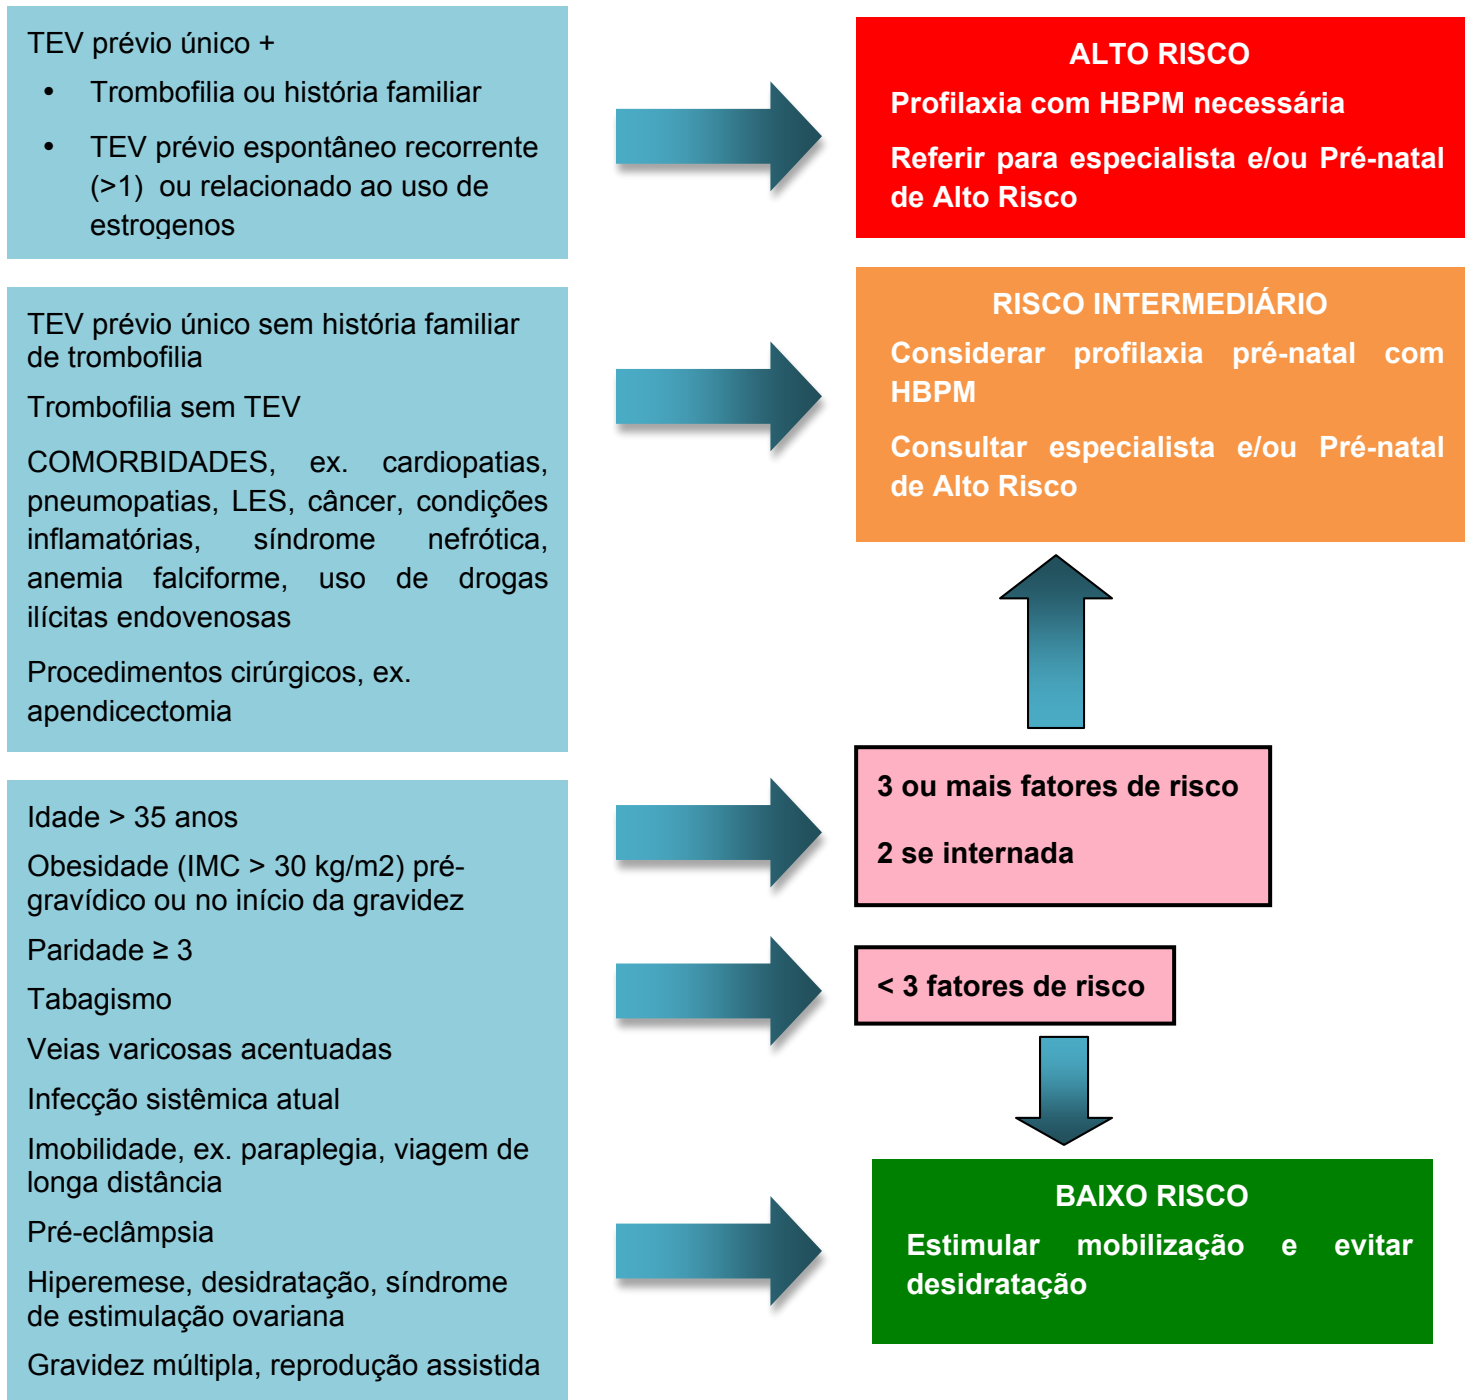 TEV prévio único +
• Trombofilia ou história familiar
• TEV prévio espontâneo recorrente
(>1) ou relacionado ao uso de
estrogenos
ALTO RISCO
Profilaxia com HBPM necessária
Referir para especialista e/ou Pré-natal
de Alto Risco
TEV prévio único sem história familiar
de trombofilia
Trombofilia sem TEV
COMORBIDADES, ex. cardiopatias,
pneumopatias, LES, câncer, condições
inflamatórias, síndrome nefrótica,
anemia falciforme, uso de drogas
ilícitas endovenosas
Procedimentos cirúrgicos, ex.
apendicectomia
RISCO INTERMEDIÁRIO
Considerar profilaxia pré-natal com
HBPM
Consultar especialista e/ou Pré-natal
de Alto Risco
Idade > 35 anos
Obesidade (IMC > 30 kg/m2) pré-
gravídico ou no início da gravidez
Paridade ≥ 3
Tabagismo
Veias varicosas acentuadas
Infecção sistêmica atual
Imobilidade, ex. paraplegia, viagem de
longa distância
Pré-eclâmpsia
Hiperemese, desidratação, síndrome
de estimulação ovariana
Gravidez múltipla, reprodução assistida
3 ou mais fatores de risco
2 se internada
< 3 fatores de risco
BAIXO RISCO
Estimular mobilização e evitar
desidratação